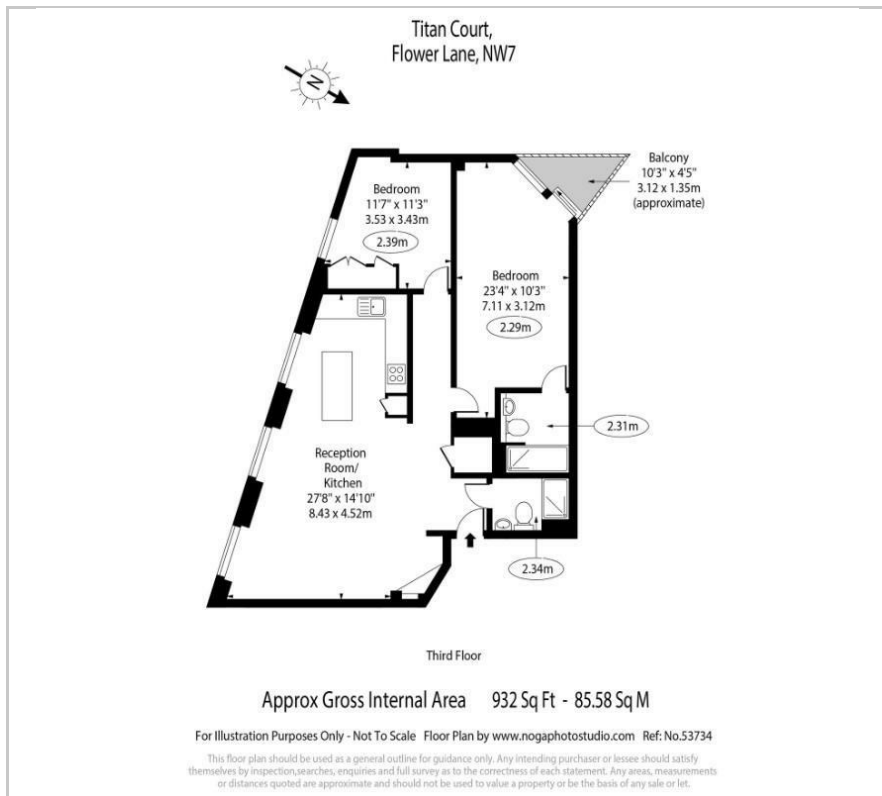 Titan Court,
Flower Lane, NW7
N
Balcony
10'3" x 4'5"
3.12 x 1.35m
(approximate)
Bedroom
11'7" x 11'3"
3.53 x 3.43m
2.39m
Bedroom
23'4" x 10'3"
7.11 x 3.12m
2.29m
2.31m
Reception
Room/
Kitchen
27'8" x 14'10"
8.43 x 4.52m
2.34m
Third Floor
Approx Gross Internal Area 932 Sq Ft - 85.58 Sq M
For Illustration Purposes Only - Not To Scale Floor Plan by www.nogaphotostudio.com Ref: No.53734
This floor plan should be used as a general outline for guidance only. Any intending purchaser or lessee should satisfy
themselves by inspection,searches, enquiries and full survey as to the correctness of each statement. Any areas, measurements
or distances quoted are approximate and should not be used to value a property or be the basis of any sale or let.